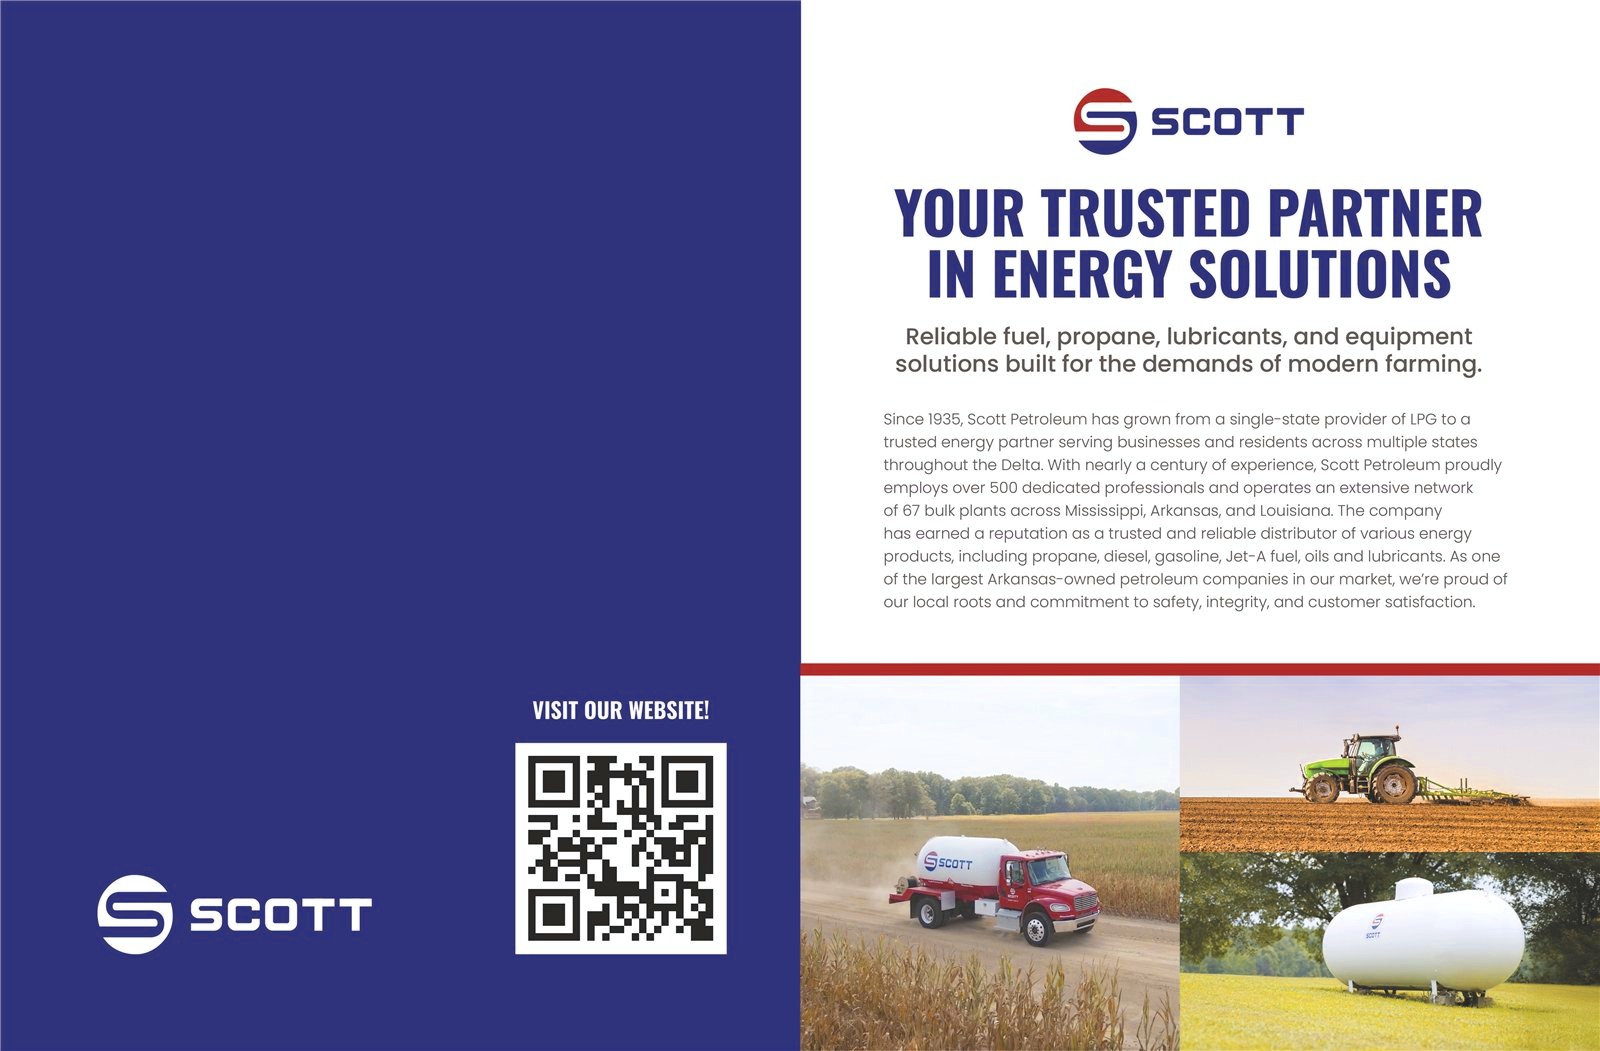 VISIT OUR WEBSITE!
SCOTT
SCOTT
YOUR TRUSTED PARTNER
IN ENERGY SOLUTIONS
Reliable fuel, propane, lubricants, and equipment
solutions built for the demands of modern farming.
Since 1935, Scott Petroleum has grown from a single-state provider of LPG to a
trusted energy partner serving businesses and residents across multiple states
throughout the Delta. With nearly a century of experience, Scott Petroleum proudly
employs over 500 dedicated professionals and operates an extensive network
of 67 bulk plants across Mississippi, Arkansas, and Louisiana. The company
has earned a reputation as a trusted and reliable distributor of various energy
products, including propane, diesel, gasoline, Jet-A fuel, oils and lubricants. As one
of the largest Arkansas-owned petroleum companies in our market, we’re proud of
our local roots and commitment to safety, integrity, and customer satisfaction.
SCOTT
SCOTT